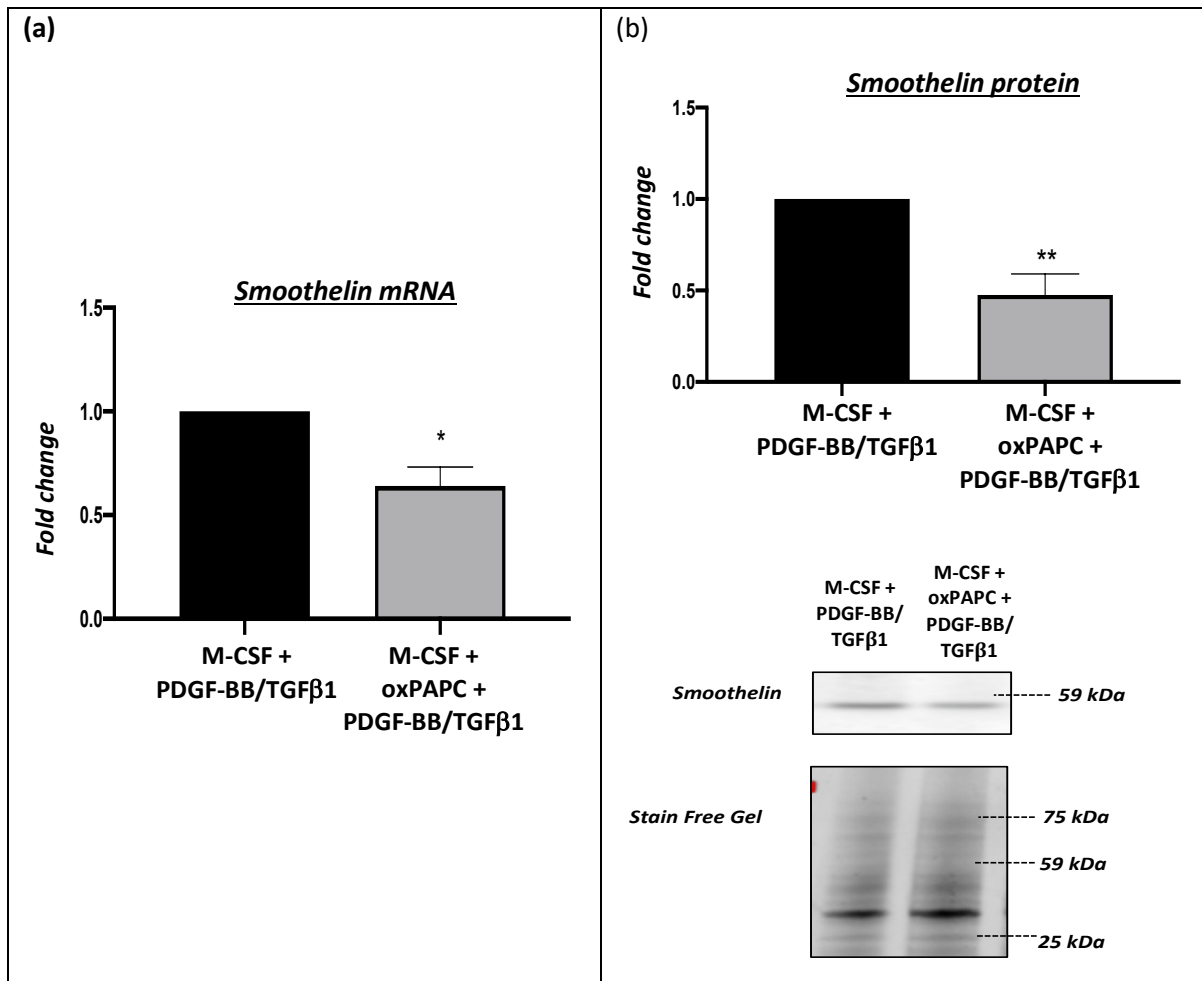 (a)
Smoothelin mRNA
Fold change
1.5
1.0
0.5
0.0
M-CSF +
PDGF-BB/TGFβ1
M-CSF +
oxPAPC +
PDGF-BB/TGFβ1
*
(b)
Smoothelin protein
Fold change
1.5
1.0
0.5
0.0
**
M-CSF +
PDGF-BB/TGFβ1
M-CSF +
oxPAPC +
PDGF-BB/TGFβ1
M-CSF +
PDGF-BB/
TGFβ1
M-CSF +
oxPAPC +
PDGF-BB/
TGFβ1
Smoothelin
59 kDa
Stain Free Gel
75 kDa
59 kDa
25 kDa